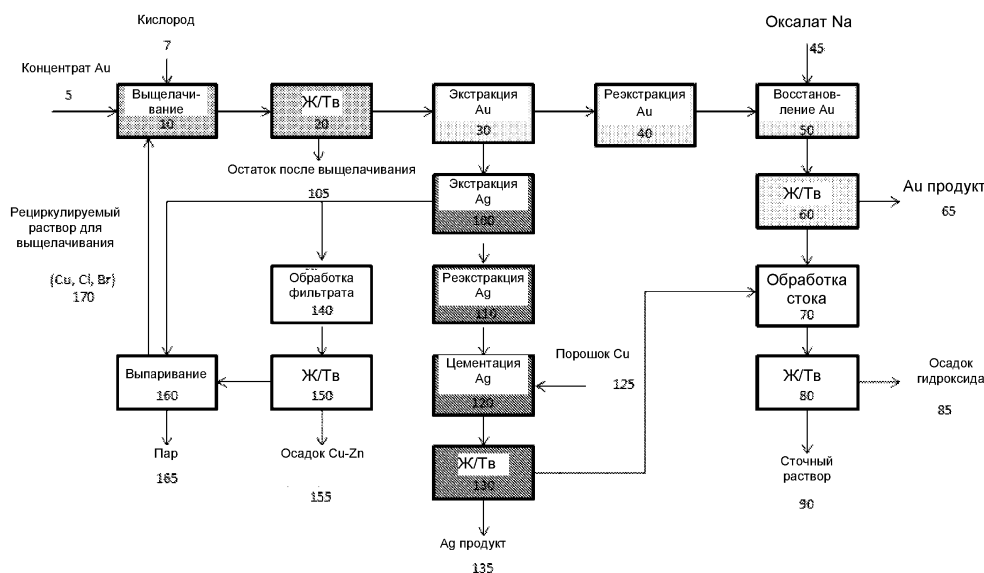 Кислород
7
Оксалат Na
45
Концентрат Au
5
Выщелачи-
вание
10
Ж/Тв
20
Экстракция
Au
30
Реэкстракция
Au
40
Восстанов-
ление Au
50
Остаток после выщелачивания
105
Экстракция
Ag
100
Ж/Тв
60
Au продукт
65
Рециркулируемый
раствор для
выщелачивания
(Cu, Cl, Br)
170
Обработка
фильтрата
140
Реэкстракция
Ag
110
Обработка
стока
70
Выпаривание
160
Ж/Тв
150
Цементация
Ag
120
Порошок Cu
125
Ж/Тв
80
Осадок
гидроксида
85
Пар
165
Осадок Cu-Zn
155
Ж/Тв
130
Сточный
раствор
90
Ag продукт
135